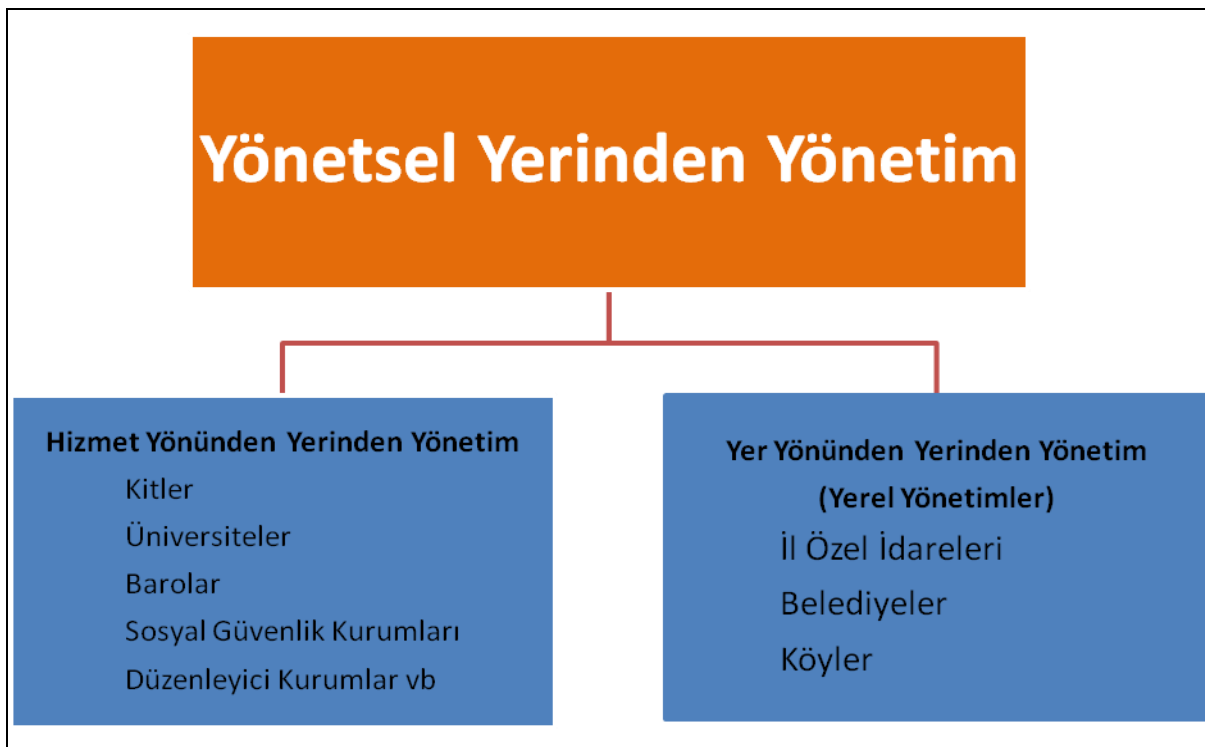 Yönetsel Yerinden Yönetim
Hizmet Yönünden Yerinden Yönetim
Kitler
Üniversiteler
Barolar
Sosyal Güvenlik Kurumları
Düzenleyici Kurumlar vb
Yer Yönünden Yerinden Yönetim
(Yerel Yönetimler)
İl Özel İdareleri
Belediyeler
Köyler